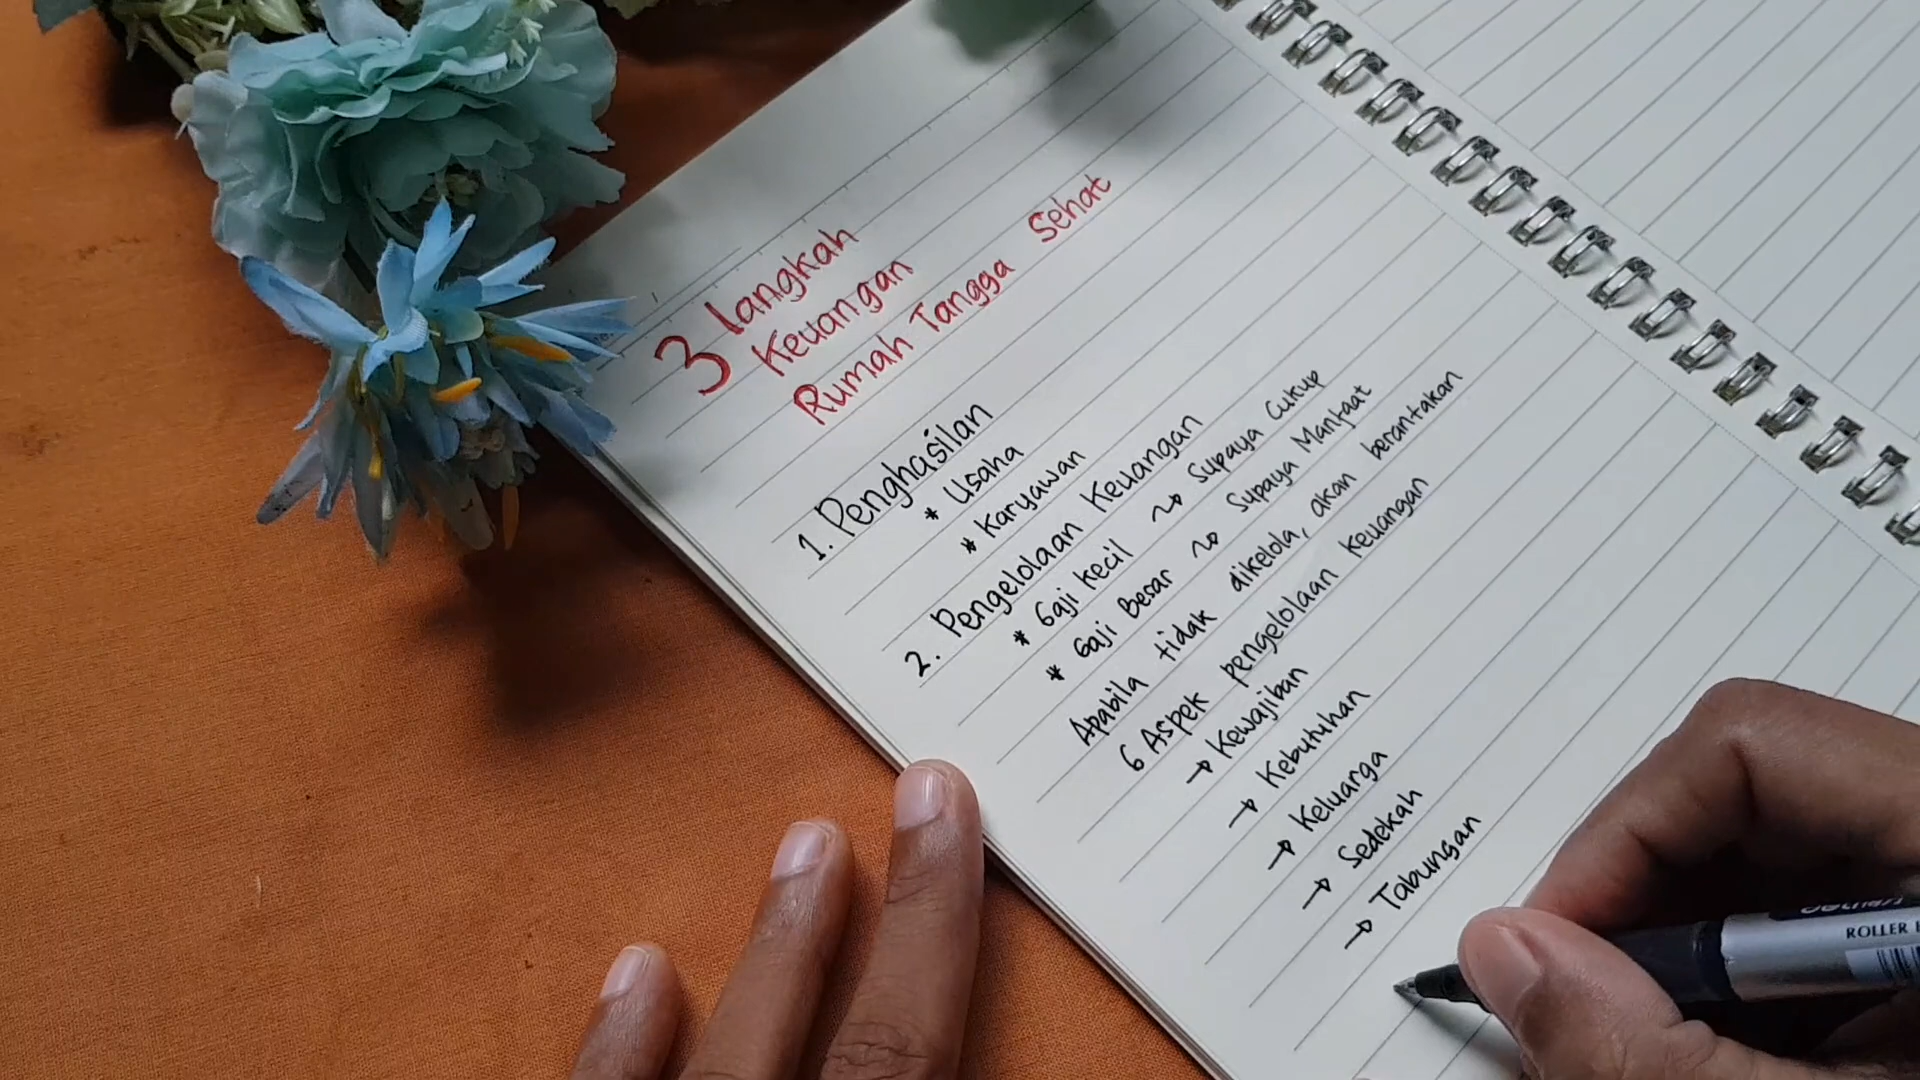 3 langkah
Keuangan
Rumah Tangga Sehat
1. Penghasilan
* Usaha
* Karyawan
2. Pengelolaan Keuangan
* Gaji kecil ~> Supaya Cukup
* Gaji Besar ~> Supaya Manfaat
Apabila tidak dikelola, akan berantakan
6 Aspek pengelolaan Keuangan
→ Kewajiban
→ Kebutuhan
→ Keluarga
→ Sedekah
→ Tabungan
ROLLER